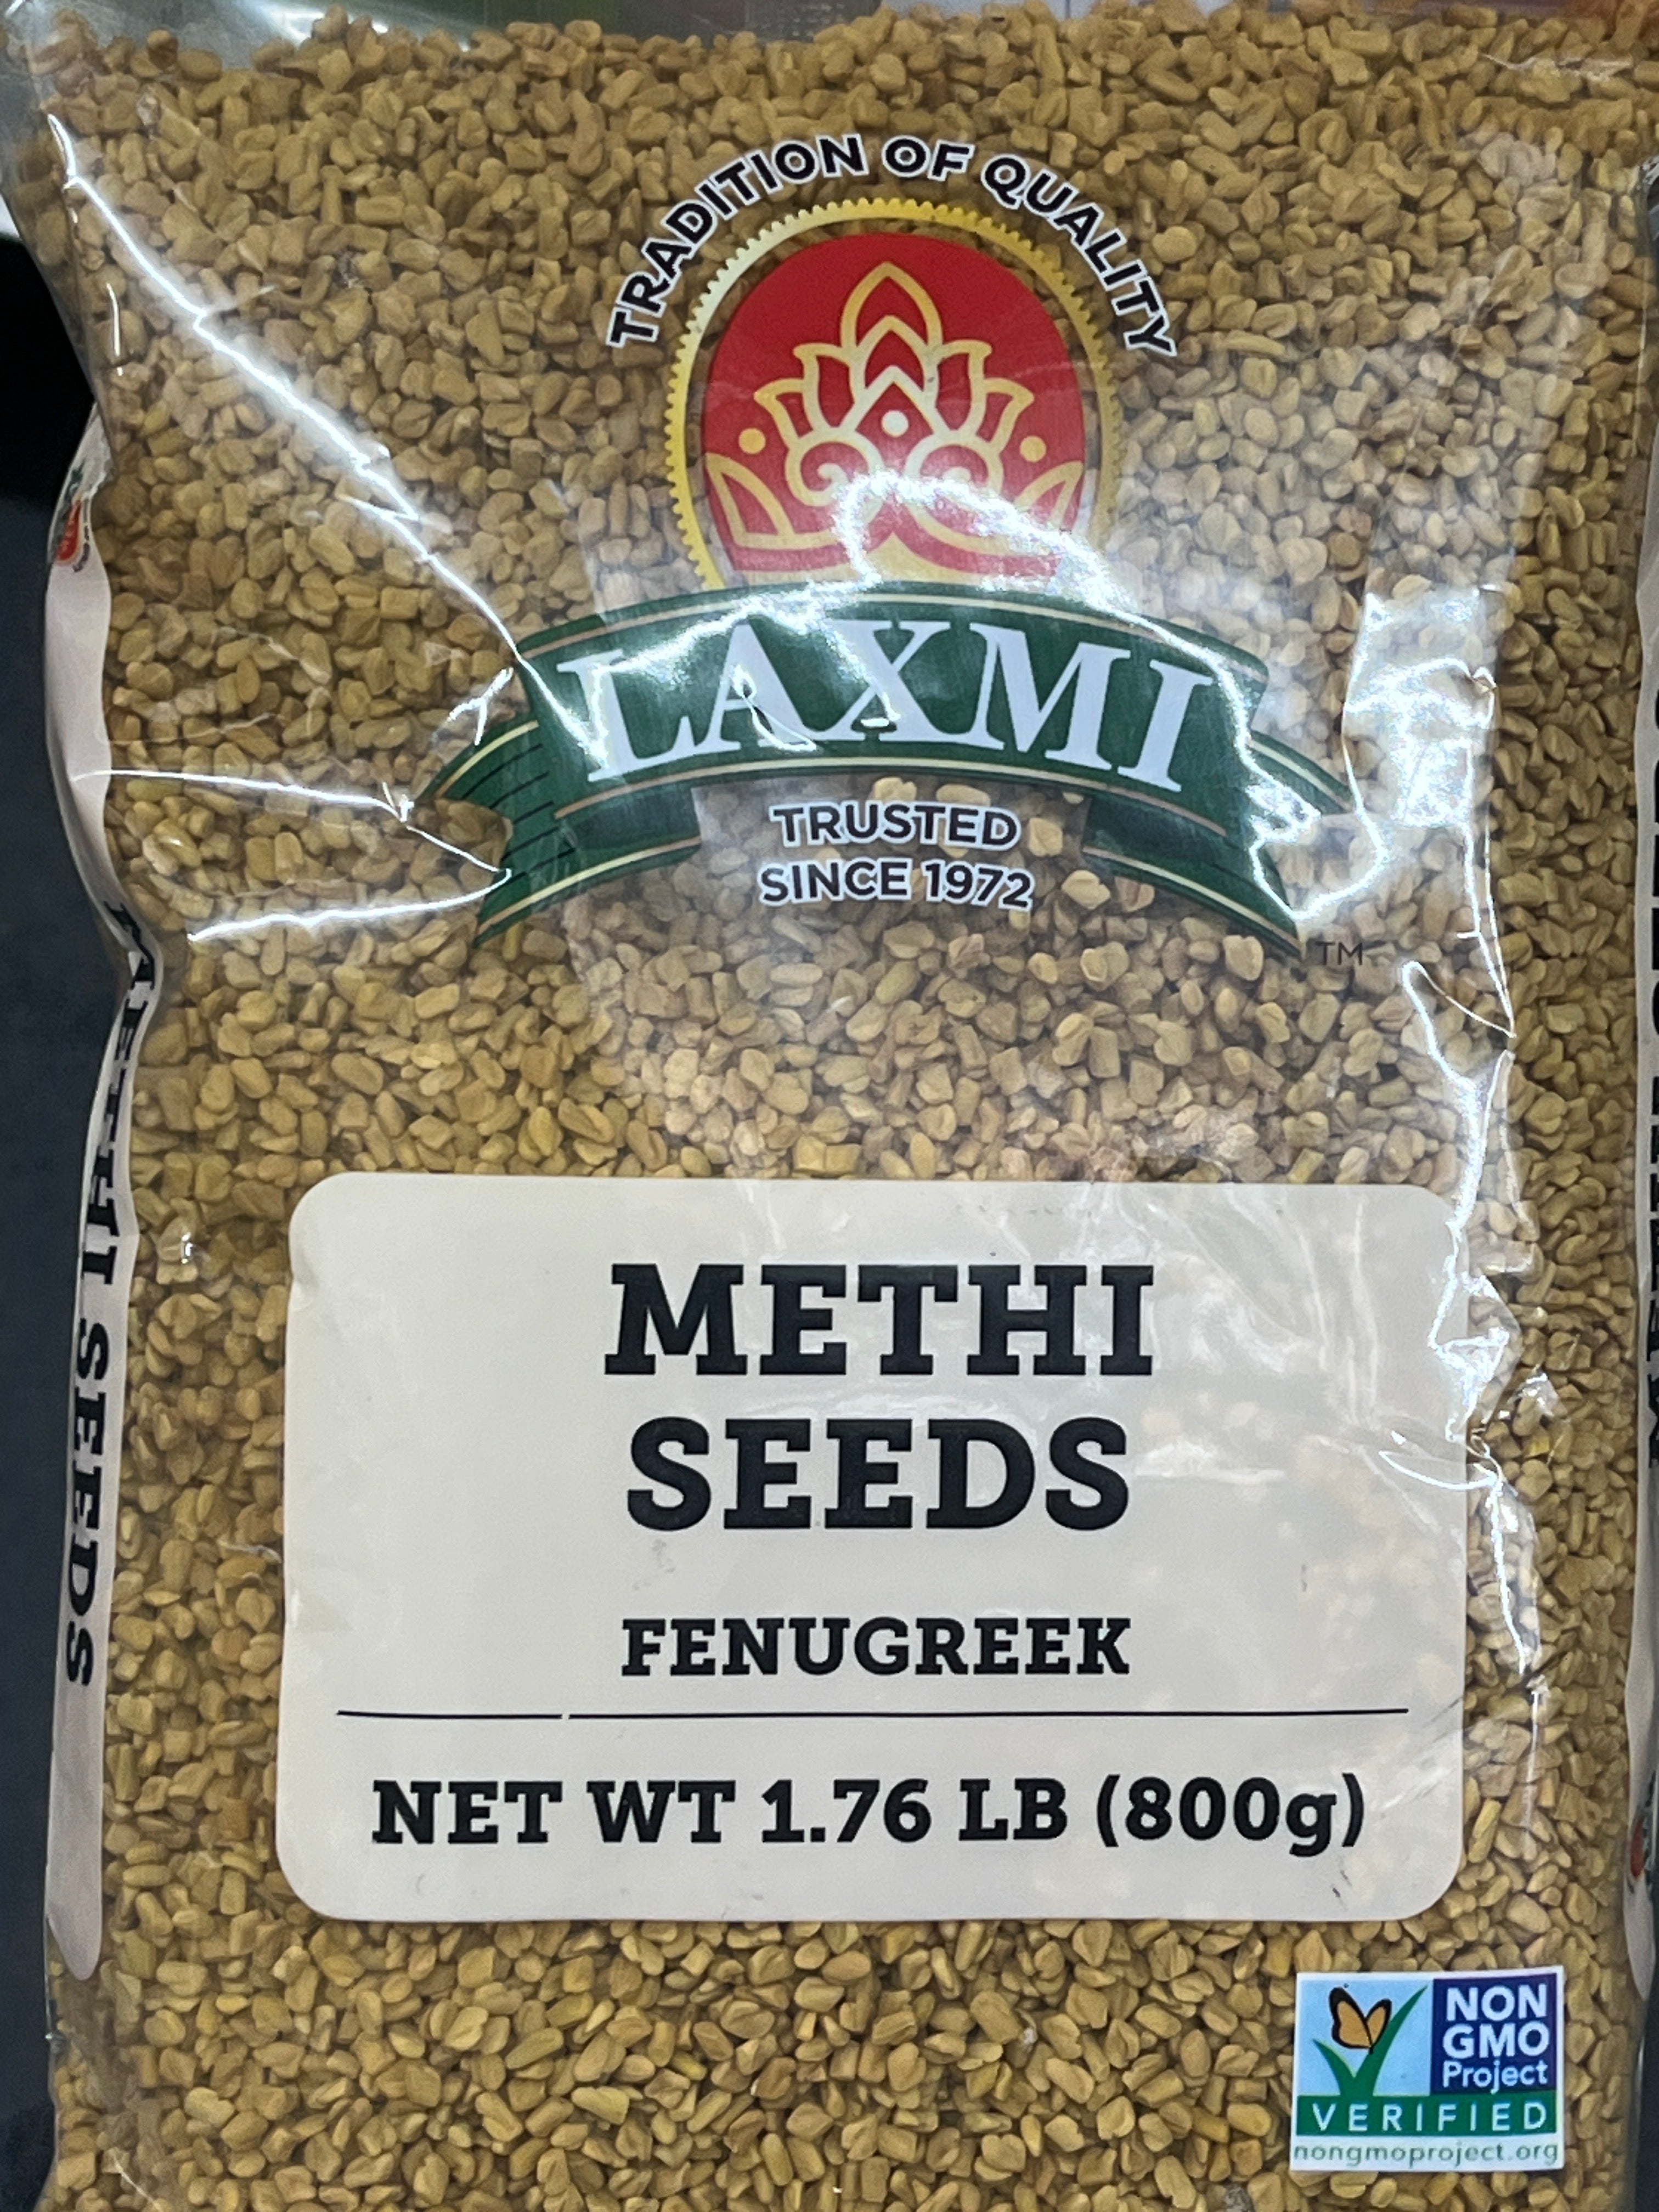 TRADITION OF QUALITY
LAXMI
TRUSTED
SINCE 1972
TM
METHI
SEEDS
FENUGREEK
NET WT 1.76 LB (800g)
METHI SEEDS
NON
GMO
Project
VERIFIED
nongmoproject.org